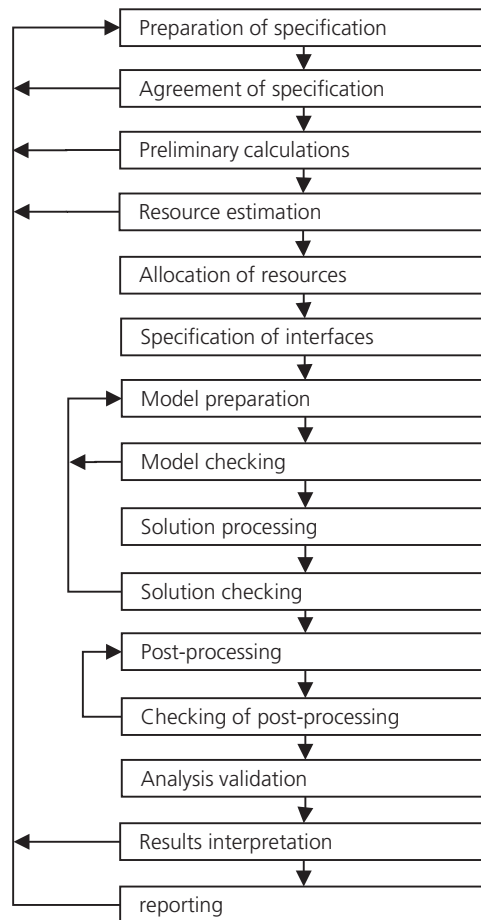 Preparation of specification
Agreement of specification
Preliminary calculations
Resource estimation
Allocation of resources
Specification of interfaces
Model preparation
Model checking
Solution processing
Solution checking
Post-processing
Checking of post-processing
Analysis validation
Results interpretation
reporting